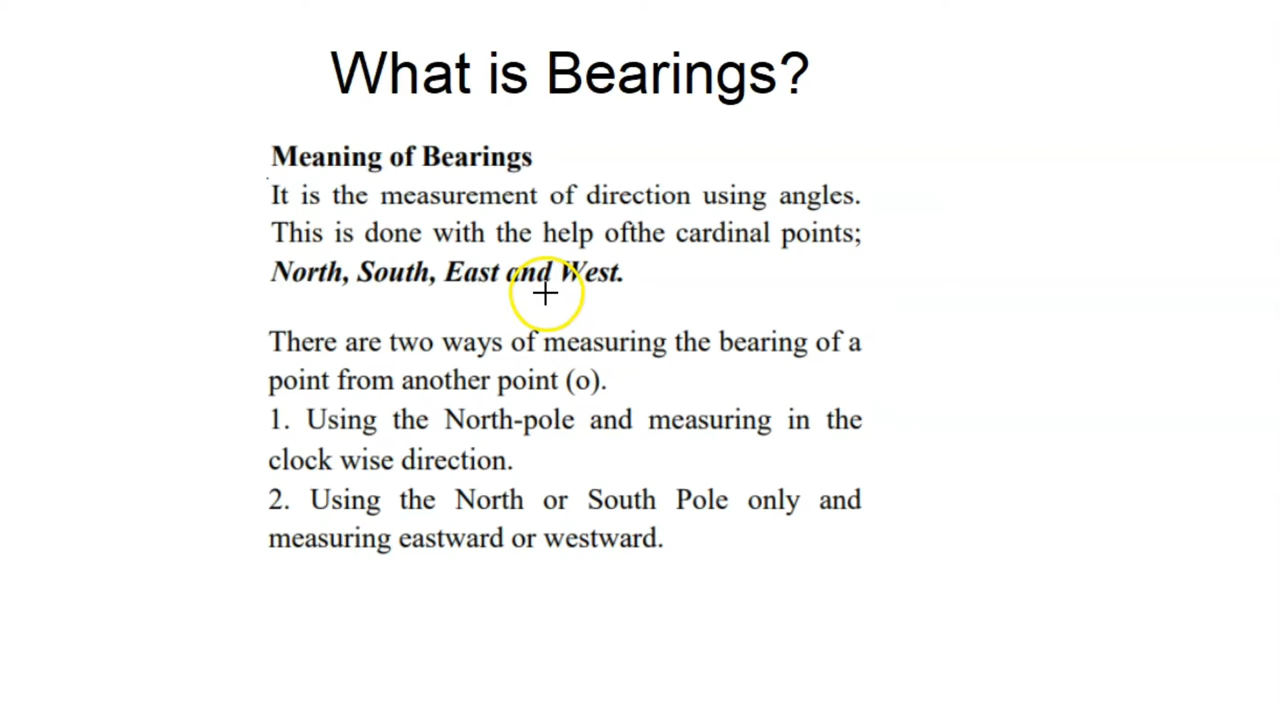 What is Bearings?
Meaning of Bearings
It is the measurement of direction using angles.
This is done with the help ofthe cardinal points;
North, South, East and West.
There are two ways of measuring the bearing of a
point from another point (o).
1. Using the North-pole and measuring in the
clock wise direction.
2. Using the North or South Pole only and
measuring eastward or westward.